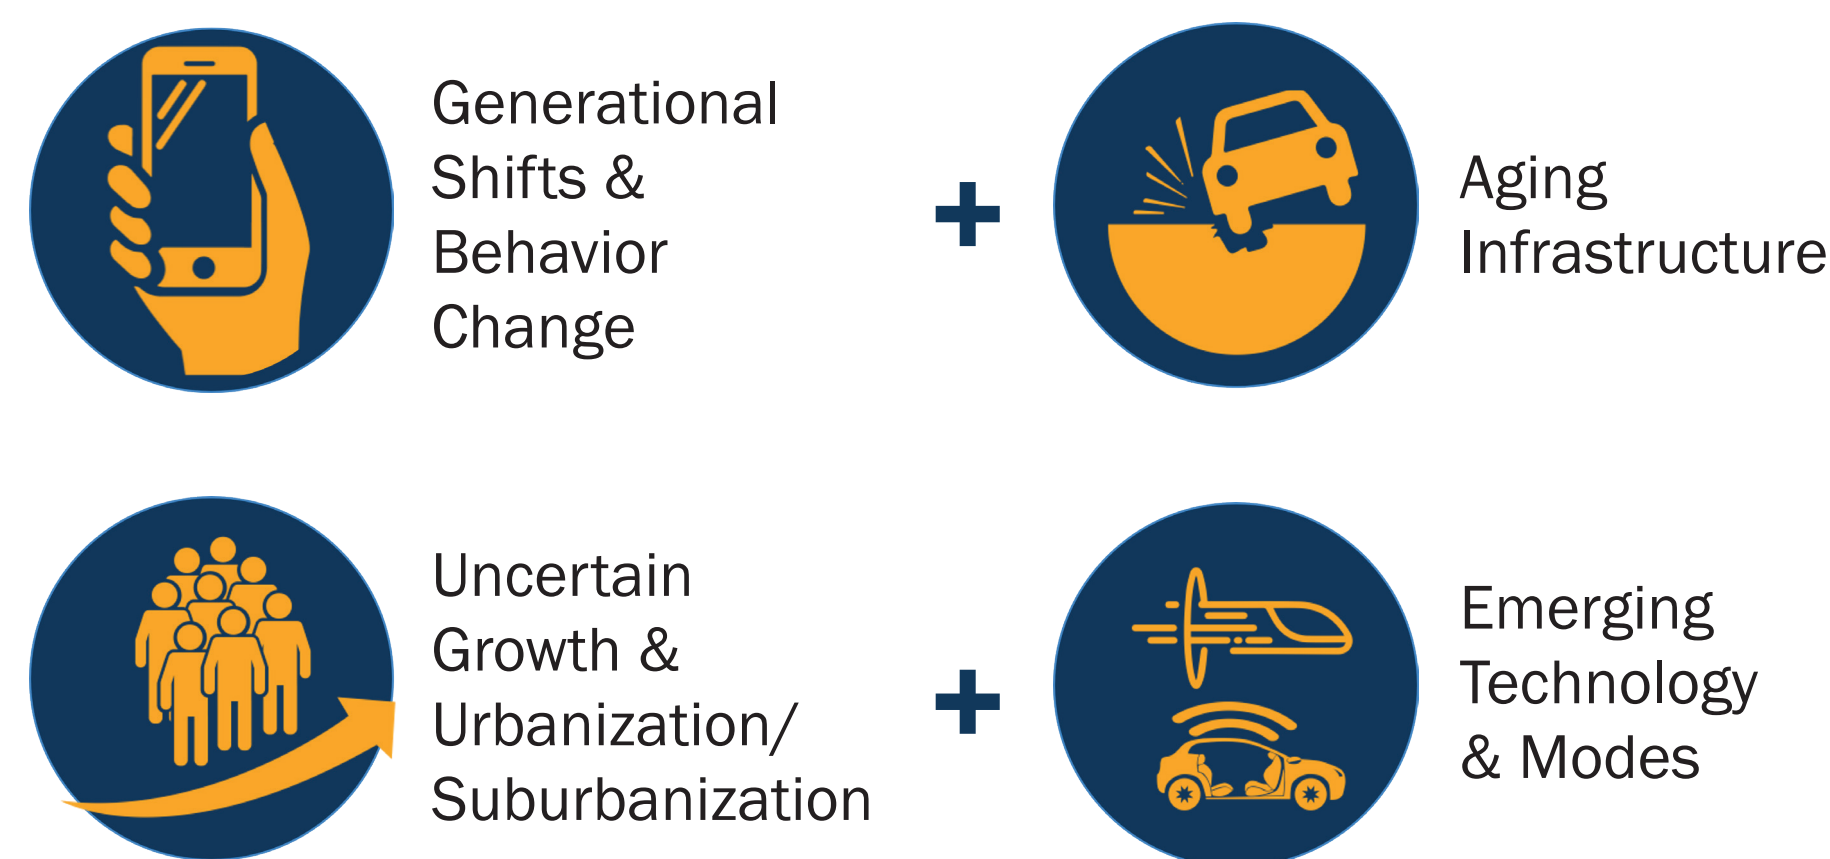 Generational
Shifts &
Behavior
Change
+
Aging
Infrastructure
Uncertain
Growth &
Urbanization/
Suburbanization
+
Emerging
Technology
& Modes